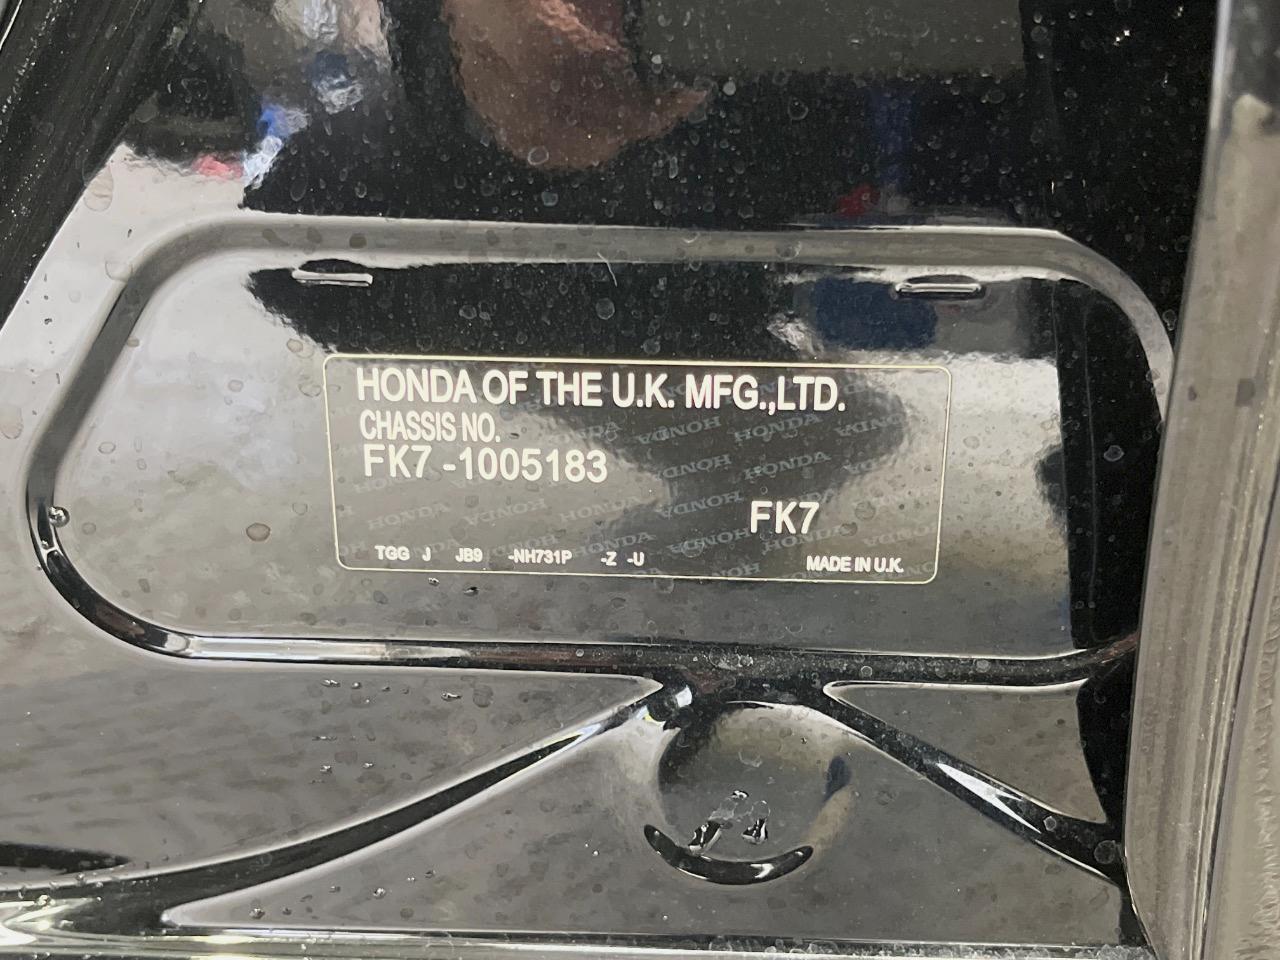 HONDA OF THE U.K. MFG.,LTD.
CHASSIS NO.
FK7 -1005183
FK7
TGG J JB9 -NH731P -Z -U MADE IN U.K.